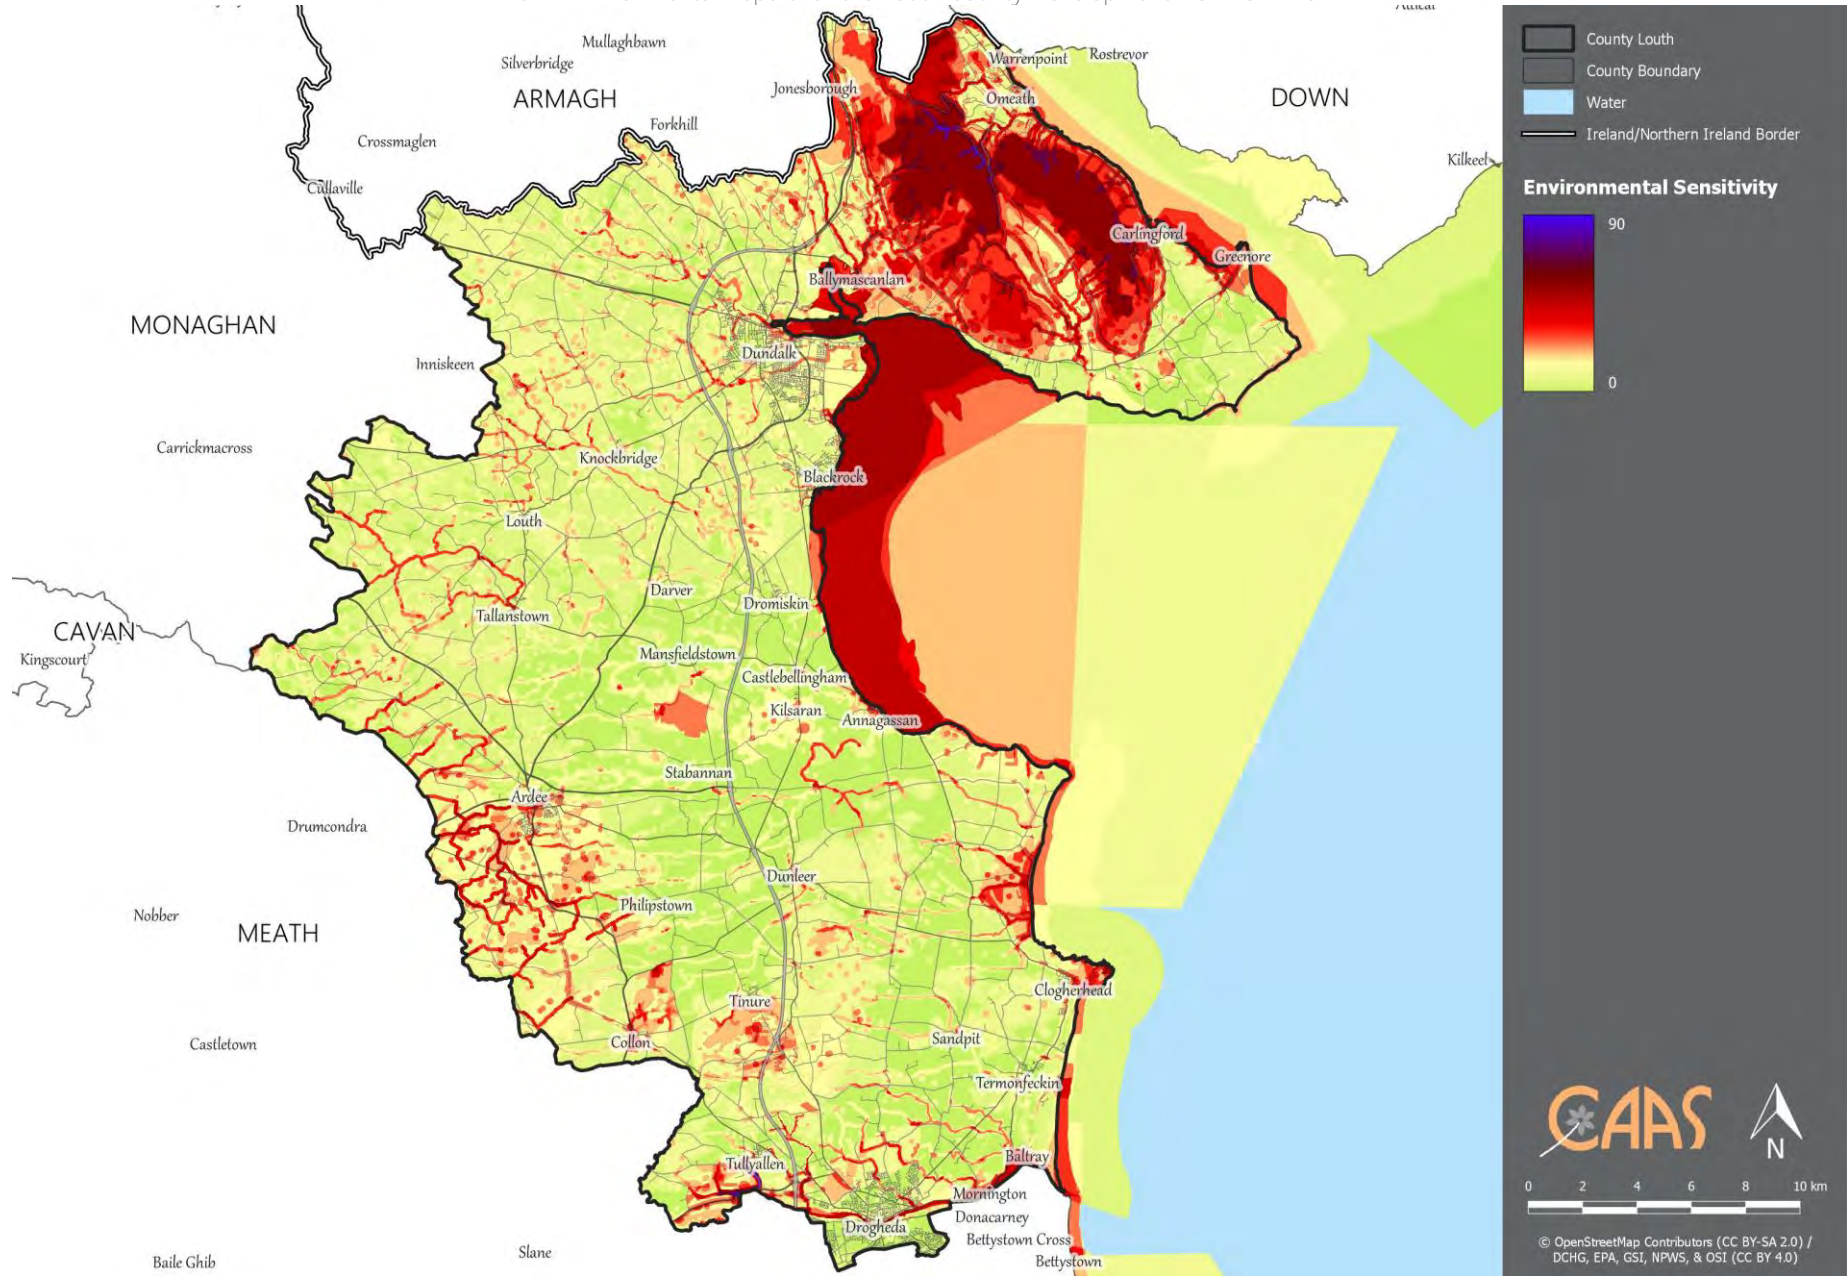 Mullaghbawn
Silverbridge
ARMAGH
Jonesborough
Forkhill
Crossmaglen
Cullaville
Warrenpoint
Rostrevor
Omeath
DOWN
Kilkeel
Carlingford
Greenore
Ballymascanlan
MONAGHAN
Inniskeen
Dundalk
Carrickmacross
Knockbridge
Blackrock
Louth
Darver
Dromiskin
Tallanstown
CAVAN
Kingscourt
Mansfieldstown
Castlebellingham
Kilsaran
Annagassan
Stabannan
Ardee
Drumcondra
Dunleer
Philipstown
Nobber
MEATH
Clogherhead
Tinure
Collon
Sandpit
Castletown
Termonfeckin
Tullyallen
Baltray
Mornington
Drogheda
Donacarney
Bettystown Cross
Bettystown
Slane
Baile Ghib
County Louth
County Boundary
Water
Ireland/Northern Ireland Border
Environmental Sensitivity
90
0
CAAS
N
0 2 4 6 8 10 km
© OpenStreetMap Contributors (CC BY-SA 2.0) /
DCHG, EPA, GSI, NPWS, & OSI (CC BY 4.0)